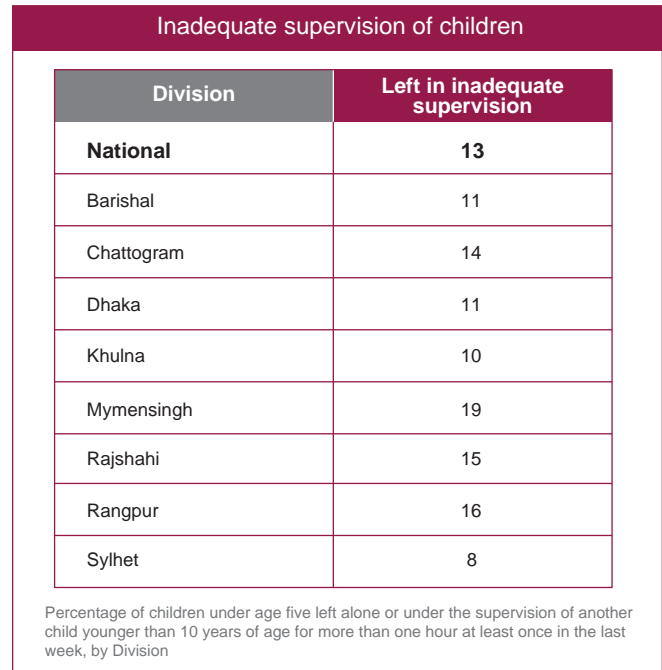 Inadequate supervision of children
Division
Left in inadequate
supervision
National 13
Barishal 11
Chattogram 14
Dhaka 11
Khulna 10
Mymensingh 19
Rajshahi 15
Rangpur 16
Sylhet 8
Percentage of children under age five left alone or under the supervision of another
child younger than 10 years of age for more than one hour at least once in the last
week, by Division